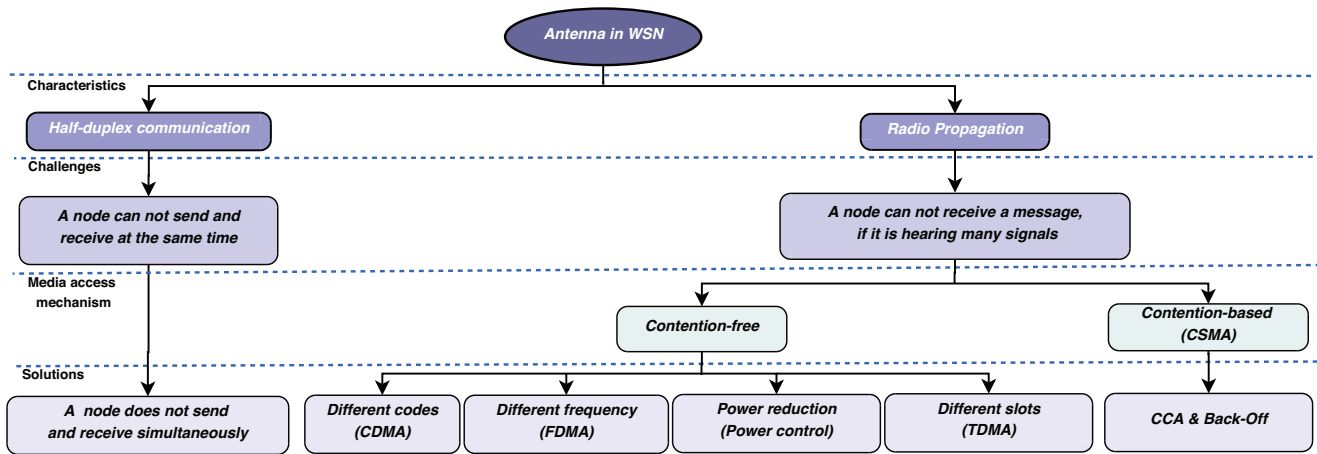 Antenna in WSN
Characteristics
Half-duplex communication
Radio Propagation
Challenges
A node can not send and
receive at the same time
A node can not receive a message,
if it is hearing many signals
Media access
mechanism
Contention-free
Contention-based
(CSMA)
Solutions
A node does not send
and receive simultaneously
Different codes
(CDMA)
Different frequency
(FDMA)
Power reduction
(Power control)
Different slots
(TDMA)
CCA & Back-Off